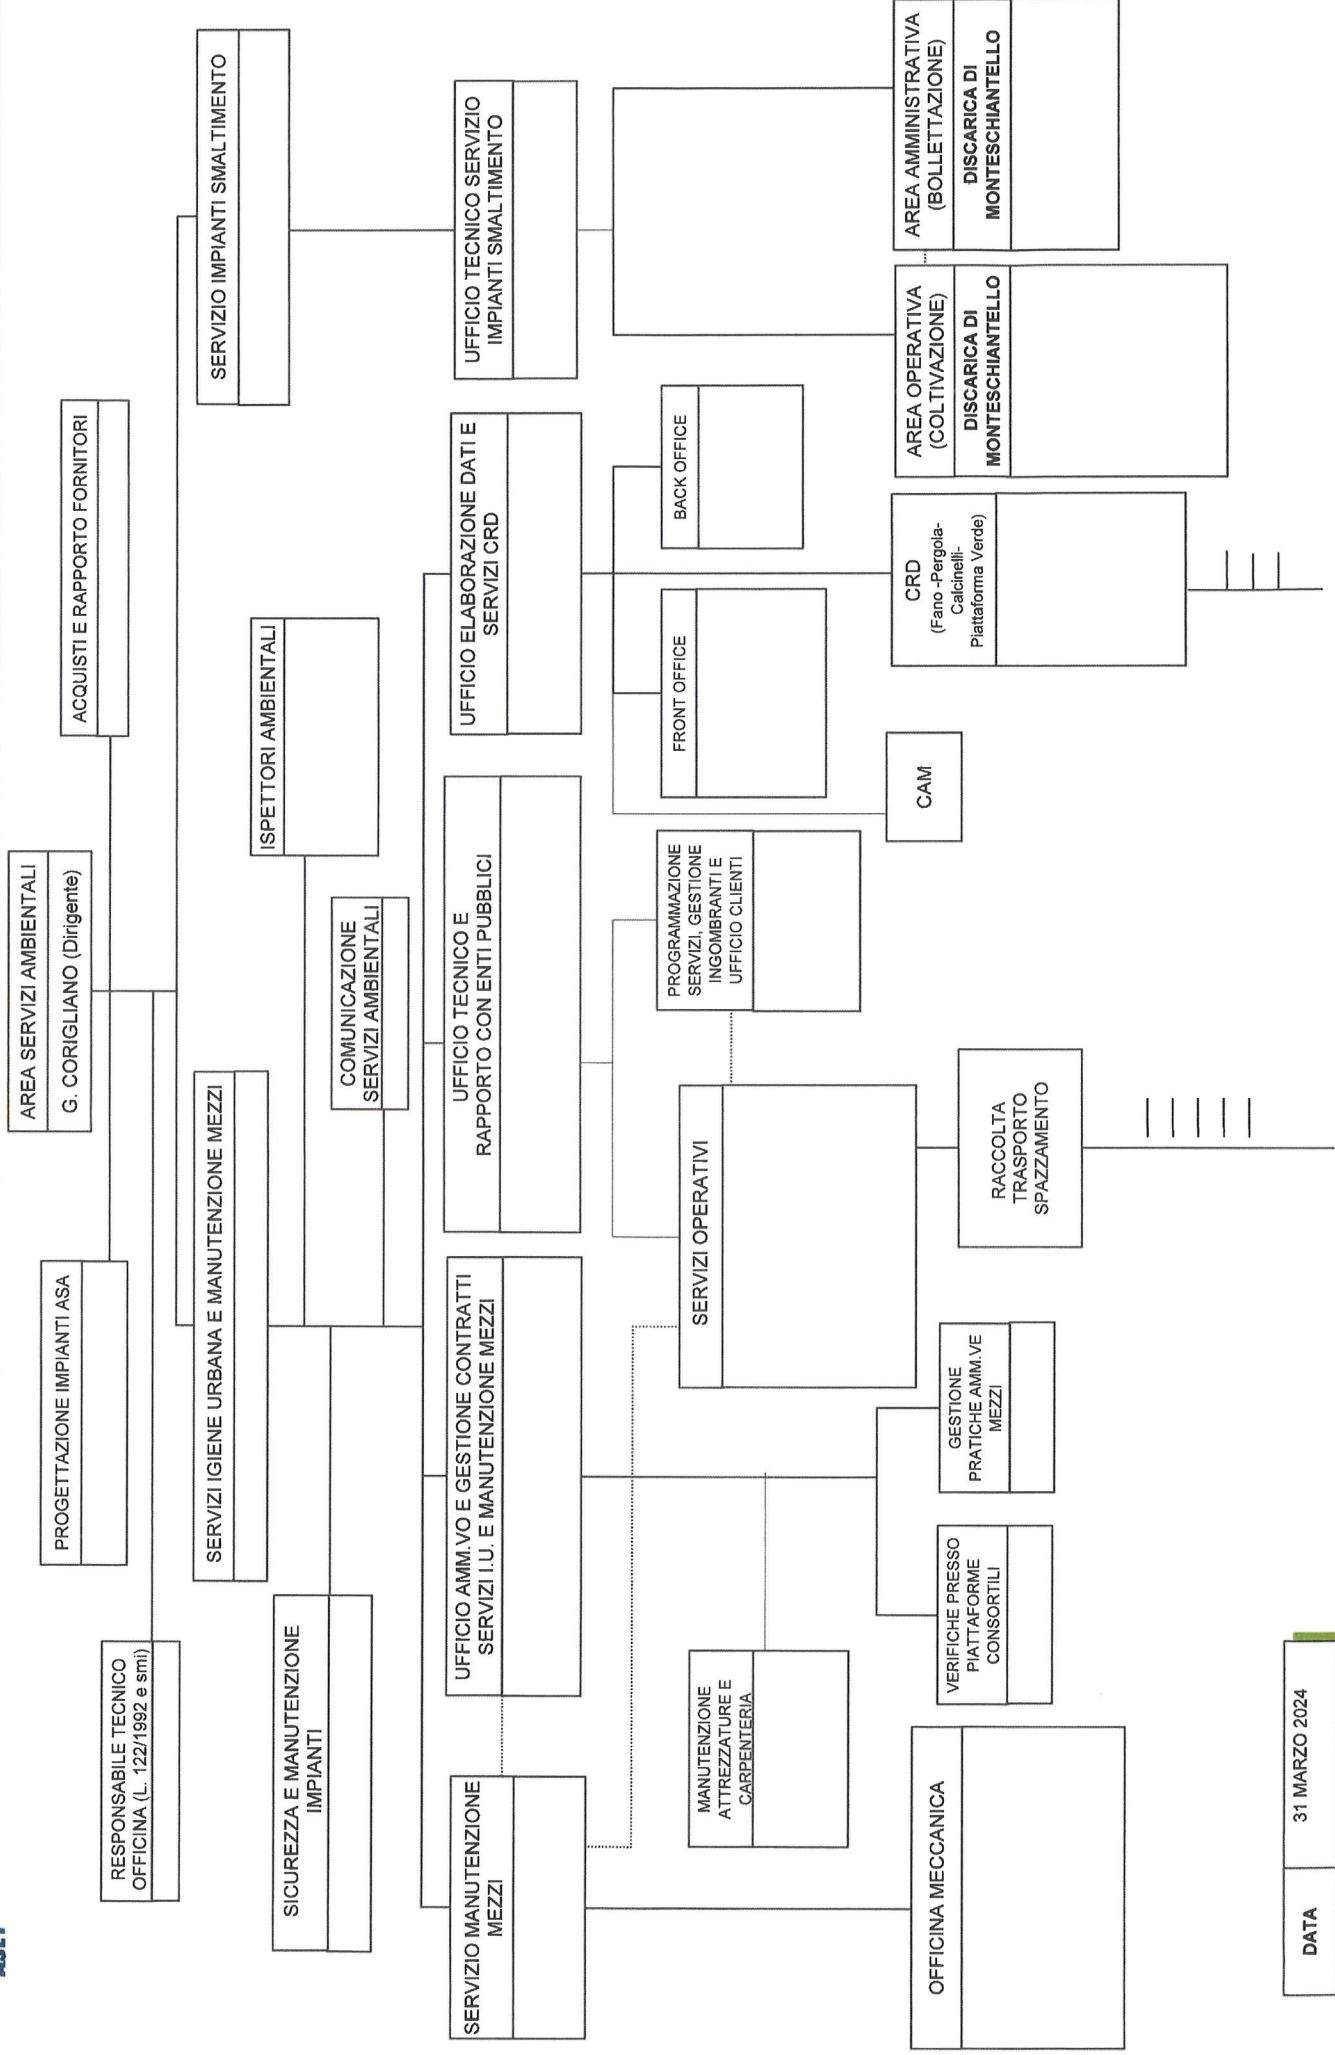 AREA SERVIZI AMBIENTALI
G. CORIGLIANO (Dirigente)
PROGETTAZIONE IMPIANTI ASA
ACQUISTI E RAPPORTO FORNITORI
RESPONSABILE TECNICO
OFFICINA (L. 122/1992 e smi)
SERVIZI IGIENE URBANA E MANUTENZIONE MEZZI
SERVIZIO IMPIANTI SMALTIMENTO
SICUREZZA E MANUTENZIONE
IMPIANTI
ISPETTORI AMBIENTALI
COMUNICAZIONE
SERVIZI AMBIENTALI
SERVIZIO MANUTENZIONE
MEZZI
UFFICIO AMM.VO E GESTIONE CONTRATTI
SERVIZI I.U. E MANUTENZIONE MEZZI
UFFICIO TECNICO E
RAPPORTO CON ENTI PUBBLICI
UFFICIO ELABORAZIONE DATI E
SERVIZI CRD
UFFICIO TECNICO SERVIZIO
IMPIANTI SMALTIMENTO
MANUTENZIONE
ATTREZZATURE E
CARPENTERIA
SERVIZI OPERATIVI
PROGRAMMAZIONE
SERVIZI, GESTIONE
INGOMBRANTI E
UFFICIO CLIENTI
FRONT OFFICE
BACK OFFICE
OFFICINA MECCANICA
VERIFICHE PRESSO
PIATTAFORME
CONSORTILI
GESTIONE
PRATICHE AMM.VE
MEZZI
RACCOLTA
TRASPORTO
SPAZZAMENTO
CAM
CRD
(Fano -Pergola-
Calcinelli-
Piattaforma Verde)
AREA OPERATIVA
(COLTIVAZIONE)
DISCARICA DI
MONTESCHIANTELLO
AREA AMMINISTRATIVA
(BOLLETTAZIONE)
DISCARICA DI
MONTESCHIANTELLO
DATA
31 MARZO 2024